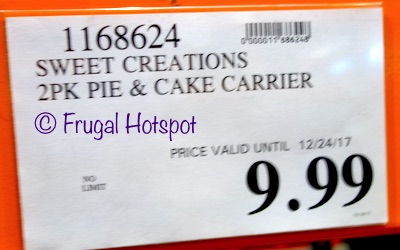 1168624
0000011686248
SWEET CREATIONS
2PK PIE & CAKE CARRIER
© Frugal Hotspot
PRICE VALID UNTIL 12/24/17
NO
LIMIT
9.99